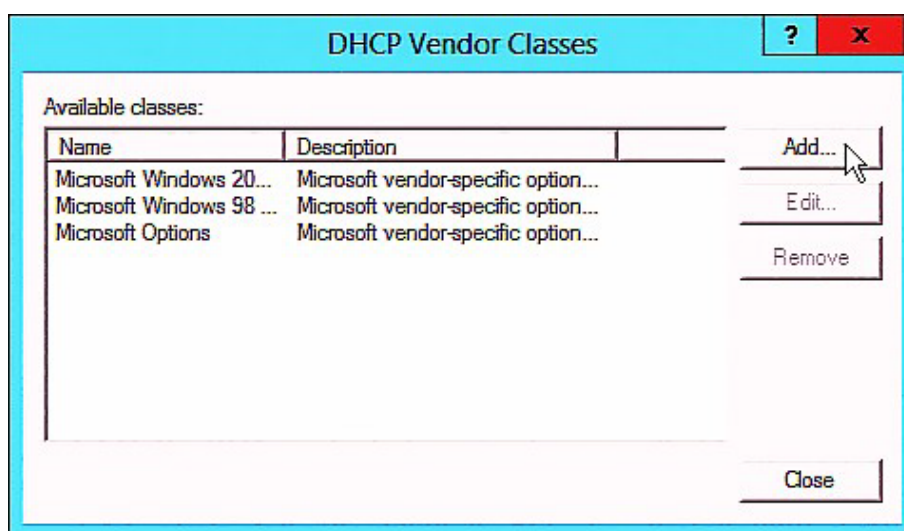 DHCP Vendor Classes ? x
Available classes:
Name Description
Add...
Microsoft Windows 20... Microsoft vendor-specific option...
Microsoft Windows 98 ... Microsoft vendor-specific option...
Edit...
Microsoft Options Microsoft vendor-specific option...
Remove
Close